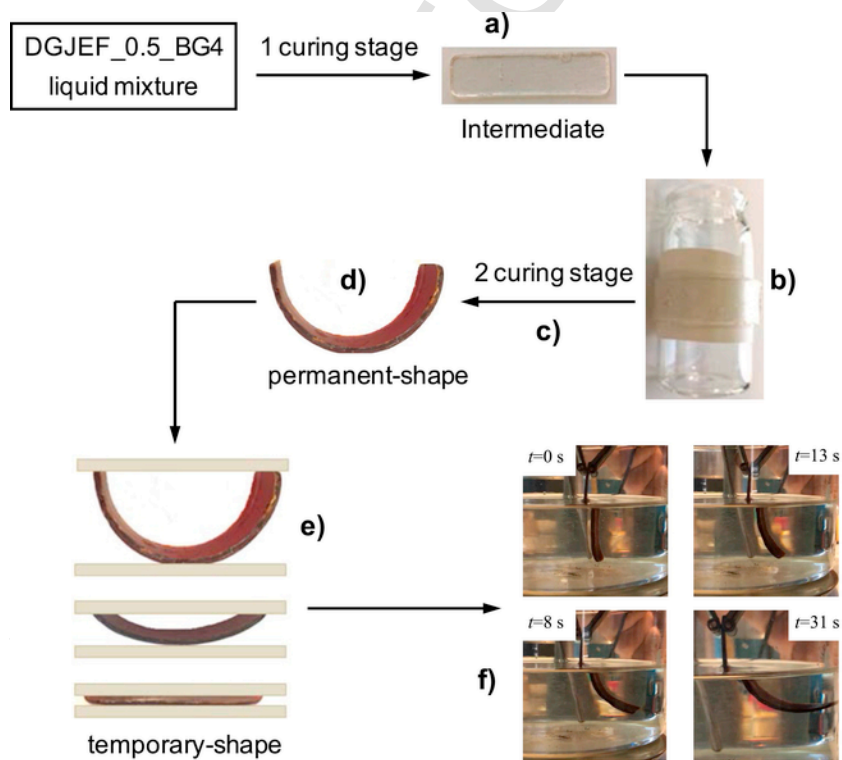 a)
DGJEF_0.5_BG4
liquid mixture
1 curing stage
Intermediate
b)
2 curing stage
c)
d)
permanent-shape
e)
temporary-shape
t=0 s
t=13 s
t=8 s
t=31 s
f)